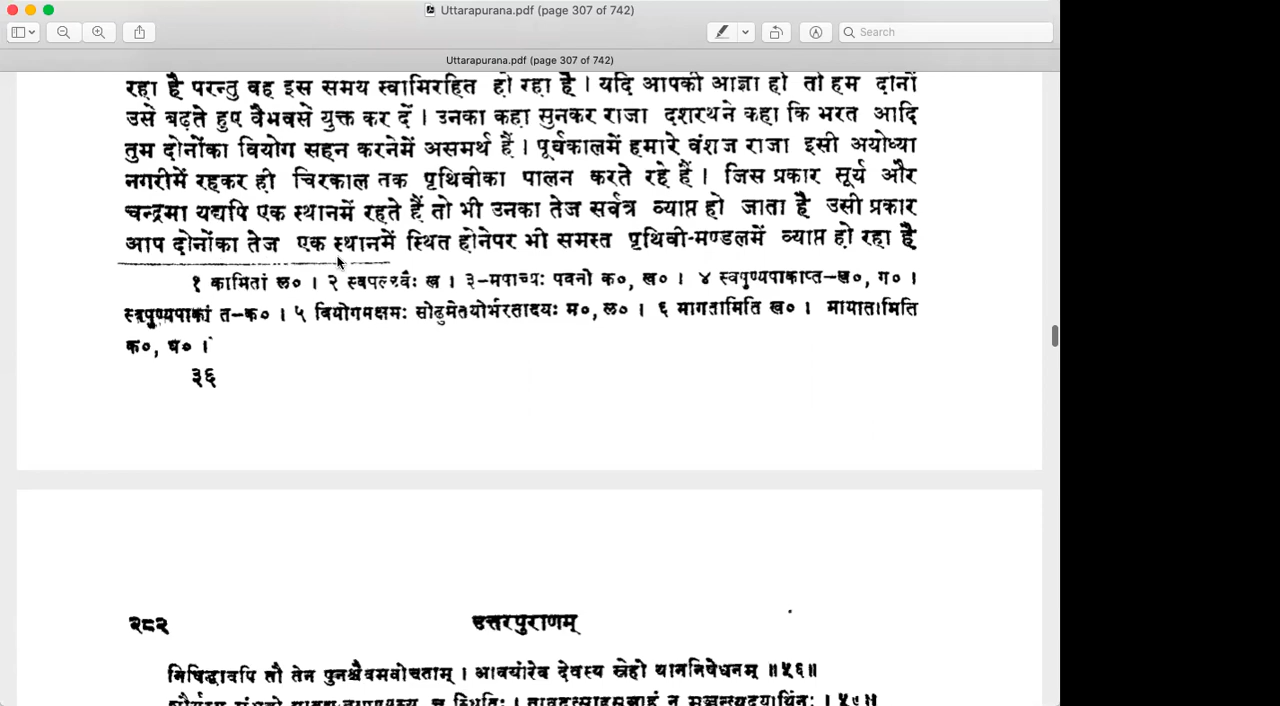 Uttarapurana.pdf (page 307 of 742)
Search
Uttarapurana.pdf (page 307 of 742)
रहा है परन्तु वह इस समय स्वामिरहित हो रहा है । यदि आपकी आज्ञा हो तो हम दोनों
उसे बढ़ते हुए वैभवसे युक्त कर दें । उनका कहा सुनकर राजा दशरथने कहा कि भरत आदि
तुम दोनोंका वियोग सहन करनेमें असमर्थ हैं । पूर्वकालमें हमारे वंशज राजा इसी अयोध्या
नगरीमें रहकर ही चिरकाल तक पृथिवीका पालन करते रहे हैं । जिस प्रकार सूर्य और
चन्द्रमा यद्यपि एक स्थानमें रहते हैं तो भी उनका तेज सर्वत्र व्याप्त हो जाता है उसी प्रकार
आप दोनोंका तेज एक स्थानमें स्थित होनेपर भी समस्त पृथिवी-मण्डलमें व्याप्त हो रहा है
१ कामितां ल० । २ ख । ३-मपाच्यः पवनो क०, ख० । ४ स्वपुण्यपाकाप्त-ख०, ग० ।
स्वपुण्यपाकां त-क० । ५ वियोगमक्षमः सोढुमेतयोर्भरतादयः म०, ल० । ६ मागतामिति ख० । मायातामिति
क०, घ० ।
३६
२८२ उत्तरपुराणम्
निषिद्धावपि तौ तेन पुनश्चैवमवोचताम् । आवयोरेव देवस्य स्नेहो याननिषेधनम् ॥५६॥